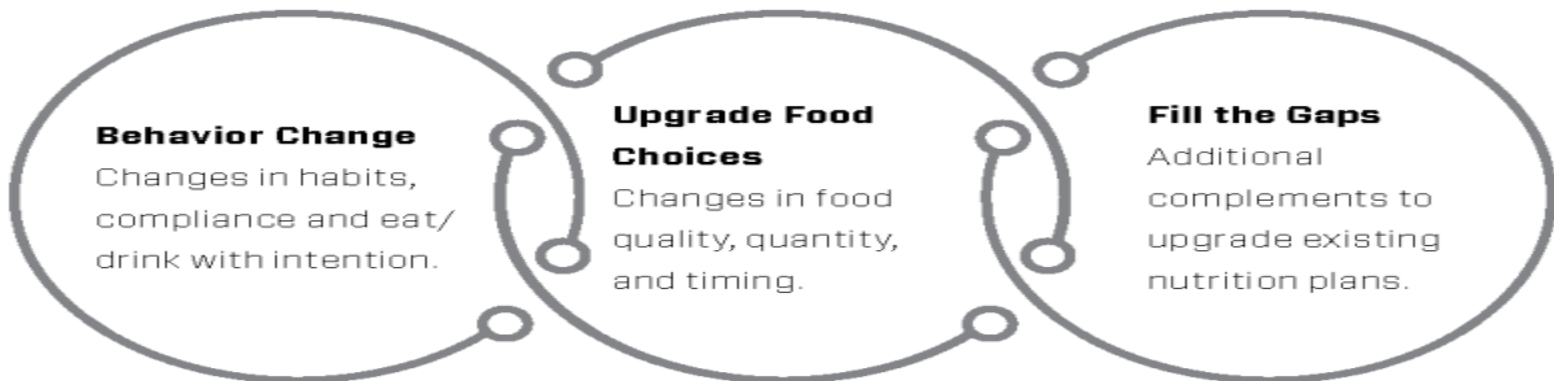 Behavior Change
Changes in habits,
compliance and eat/
drink with intention.
Upgrade Food
Choices
Changes in food
quality, quantity,
and timing.
Fill the Gaps
Additional
complements to
upgrade existing
nutrition plans.